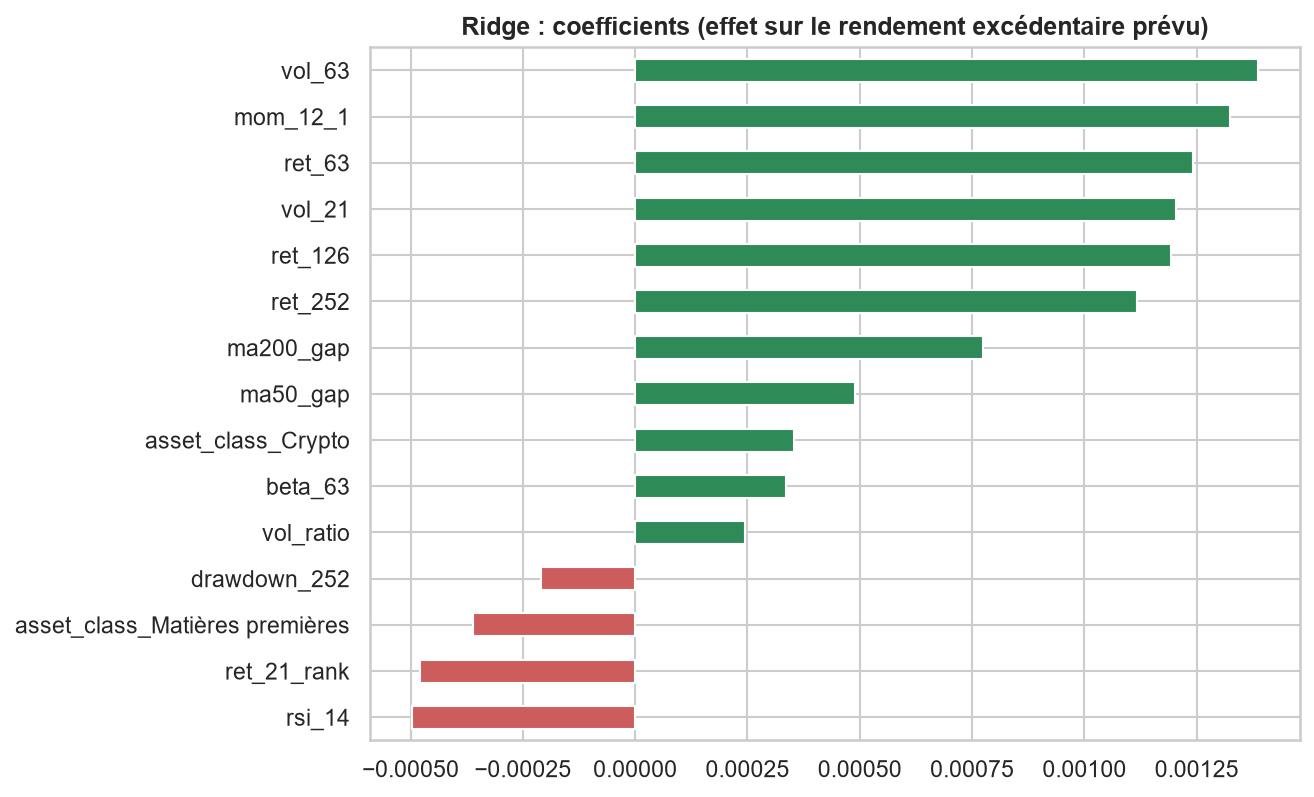 Ridge : coefficients (effet sur le rendement excédentaire prévu)
vol_63
mom_12_1
ret_63
vol_21
ret_126
ret_252
ma200_gap
ma50_gap
asset_class_Crypto
beta_63
vol_ratio
drawdown_252
asset_class_Matières premières
ret_21_rank
rsi_14
−0.00050 −0.00025 0.00000 0.00025 0.00050 0.00075 0.00100 0.00125